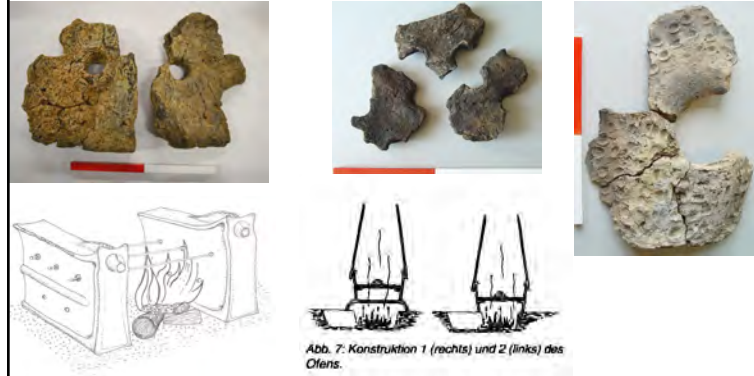 Abb. 7: Konstruktion 1 (rechts) und 2 (links) des
Ofens.